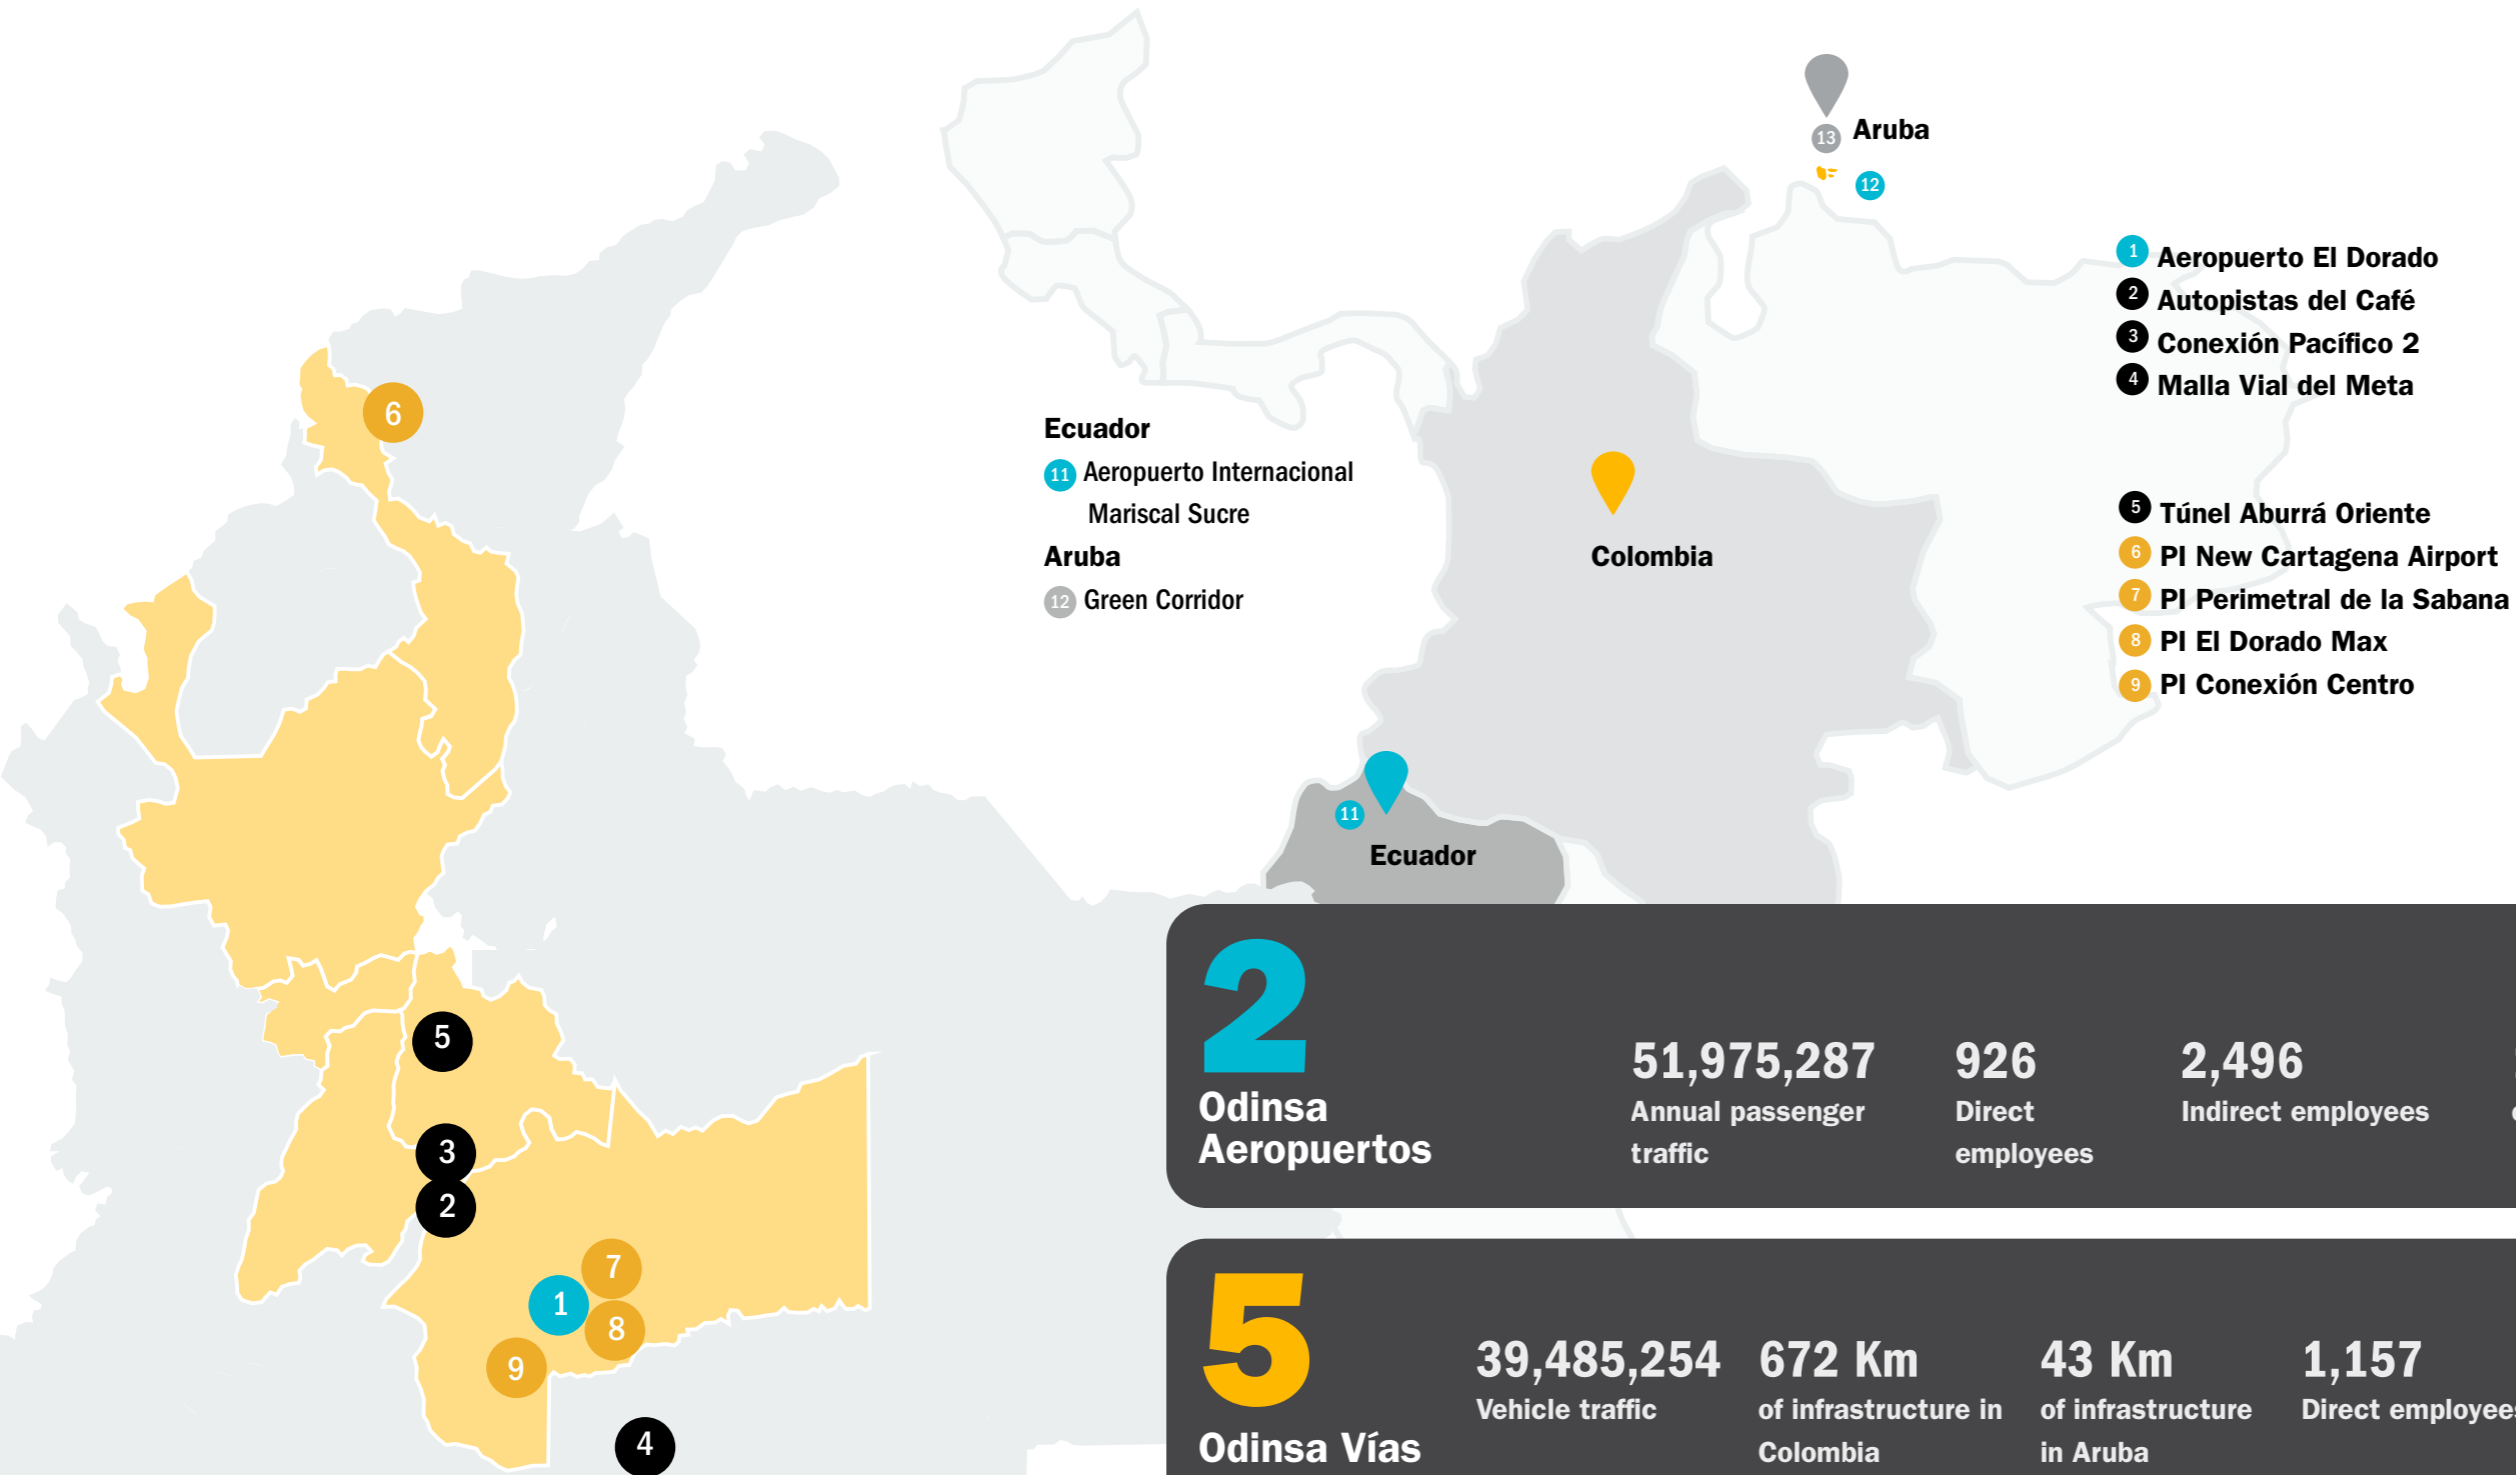 13 Aruba
12
1 Aeropuerto El Dorado
2 Autopistas del Café
3 Conexión Pacífico 2
4 Malla Vial del Meta
5 Túnel Aburrá Oriente
6 PI New Cartagena Airport
7 PI Perimetral de la Sabana
8 PI El Dorado Max
9 PI Conexión Centro
Ecuador
11 Aeropuerto Internacional
Mariscal Sucre
Aruba
12 Green Corridor
Colombia
11
Ecuador
6
5
3
2
7
1
8
9
4
2
Odinsa
Aeropuertos
51,975,287
Annual passenger
traffic
926
Direct
employees
2,496
Indirect employees
5
Odinsa Vías
39,485,254
Vehicle traffic
672 Km
of infrastructure in
Colombia
43 Km
of infrastructure
in Aruba
1,157
Direct employees